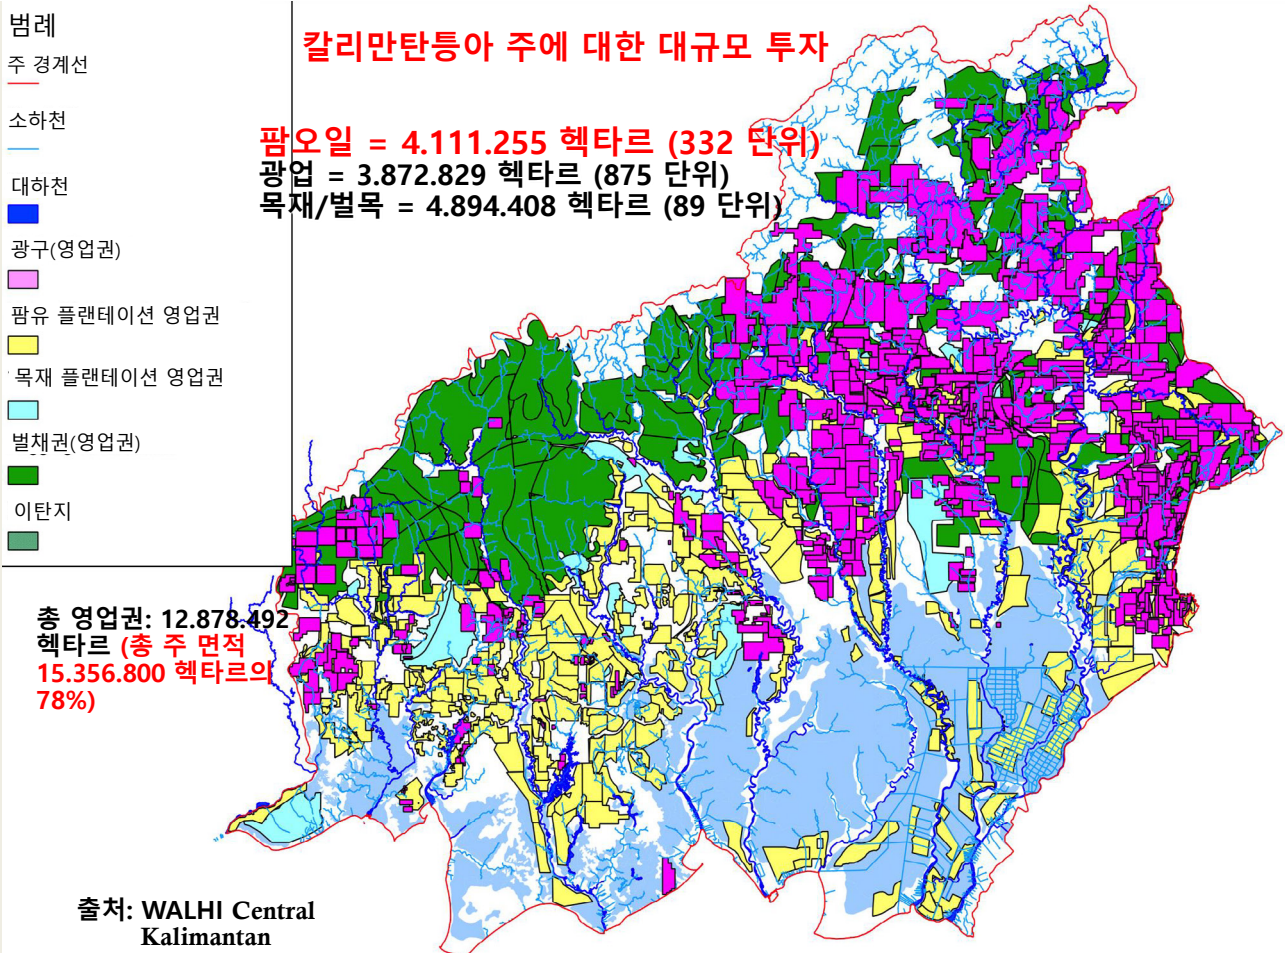 범례
주 경계선
소하천
대하천
광구(영업권)
팜유 플랜테이션 영업권
목재 플랜테이션 영업권
벌채권(영업권)
이탄지
칼리만탄틍아 주에 대한 대규모 투자
팜오일 = 4.111.255 헥타르 (332 단위)
광업 = 3.872.829 헥타르 (875 단위)
목재/벌목 = 4.894.408 헥타르 (89 단위)
총 영업권: 12.878.492
헥타르 (총 주 면적
15.356.800 헥타르의
78%)
출처: WALHI Central
Kalimantan